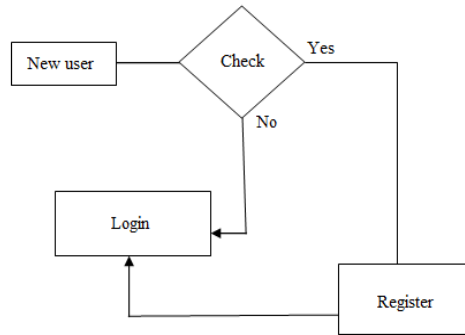 New user
Check
Yes
No
Login
Register